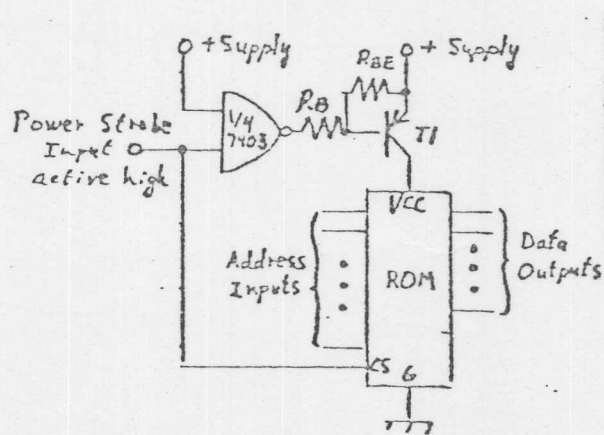 + Supply
+ Supply
RBE
RB
1/4
7403
T1
Power Strobe
Input
active high
VCC
Address
Inputs
ROM
Data
Outputs
CS
G